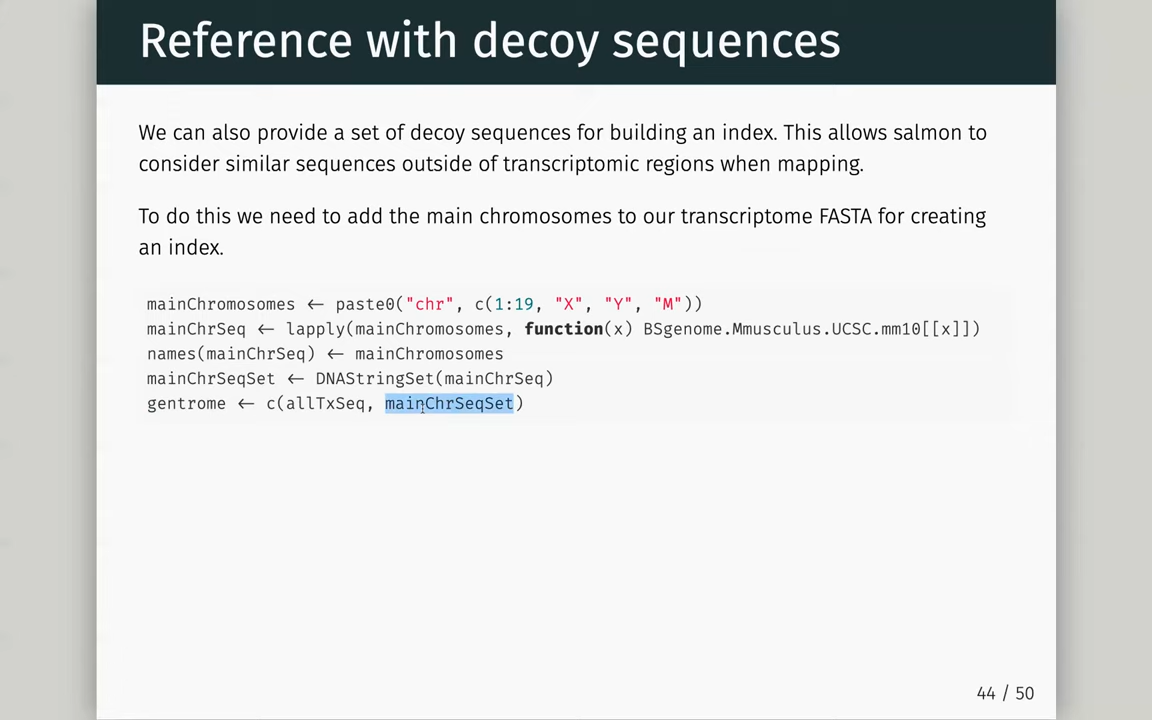 Reference with decoy sequences
We can also provide a set of decoy sequences for building an index. This allows salmon to
consider similar sequences outside of transcriptomic regions when mapping.
To do this we need to add the main chromosomes to our transcriptome FASTA for creating
an index.
mainChromosomes ← paste0("chr", c(1:19, "X", "Y", "M"))
mainChrSeq ← lapply(mainChromosomes, function(x) BSgenome.Mmusculus.UCSC.mm10[[x]])
names(mainChrSeq) ← mainChromosomes
mainChrSeqSet ← DNAStringSet(mainChrSeq)
gentrome ← c(allTxSeq, mainChrSeqSet)
44 / 50